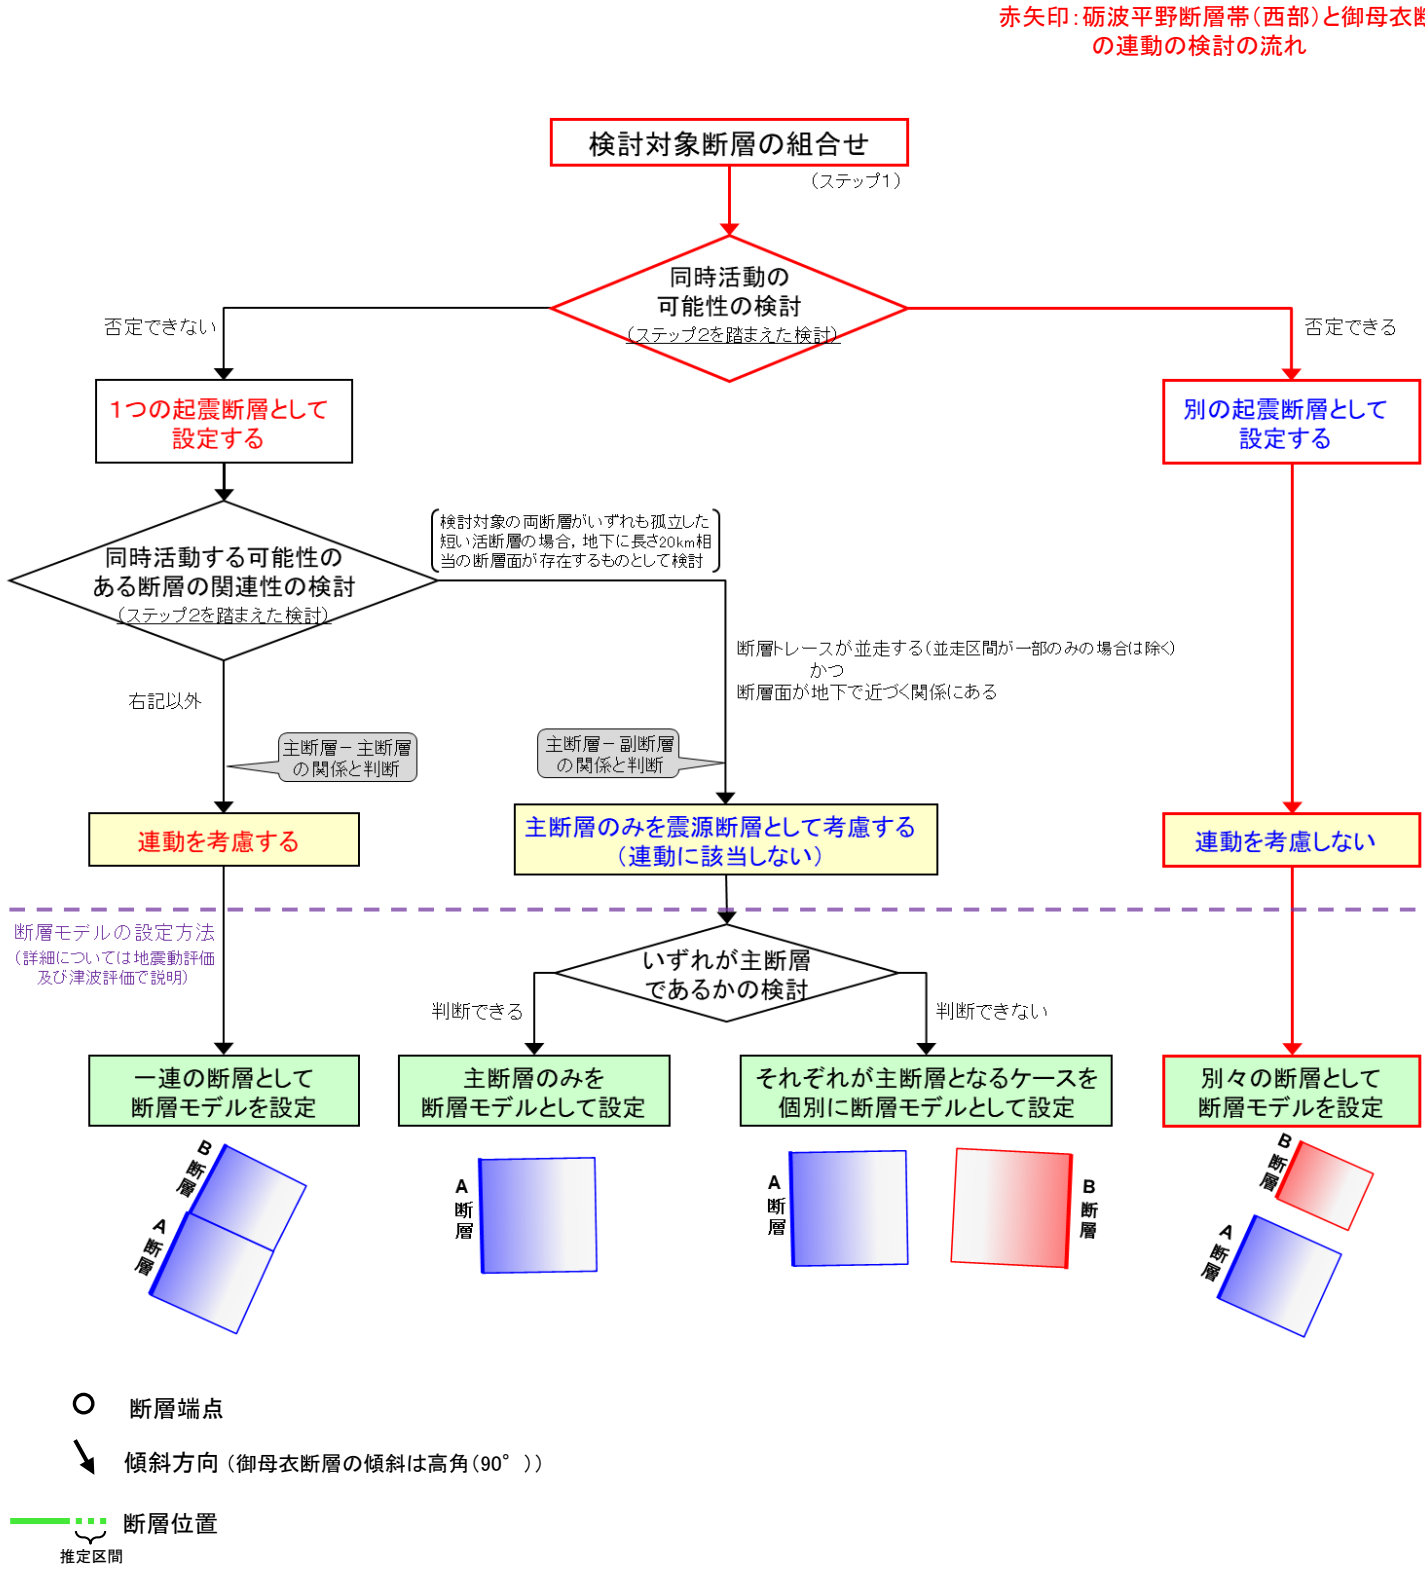 赤矢印：砺波平野断層帯（西部）と御母衣断
の連動の検討の流れ
検討対象断層の組合せ
（ステップ１）
同時活動の
可能性の検討
（ステップ２を踏まえた検討）
否定できない
否定できる
１つの起震断層として
設定する
別の起震断層として
設定する
検討対象の両断層がいずれも孤立した
短い活断層の場合，地下に長さ20km相
当の断層面が存在するものとして検討
同時活動する可能性の
ある断層の関連性の検討
（ステップ２を踏まえた検討）
断層トレースが並走する（並走区間が一部のみの場合は除く）
かつ
断層面が地下で近づく関係にある
右記以外
主断層－主断層
の関係と判断
主断層－副断層
の関係と判断
連動を考慮する
主断層のみを震源断層として考慮する
（連動に該当しない）
連動を考慮しない
断層モデルの設定方法
（詳細については地震動評価
及び津波評価で説明）
いずれが主断層
であるかの検討
判断できる
判断できない
一連の断層として
断層モデルを設定
主断層のみを
断層モデルとして設定
それぞれが主断層となるケースを
個別に断層モデルとして設定
別々の断層として
断層モデルを設定
B断層
A断層
A断層
A断層
B断層
B断層
A断層
断層端点
傾斜方向（御母衣断層の傾斜は高角（90°））
断層位置
推定区間